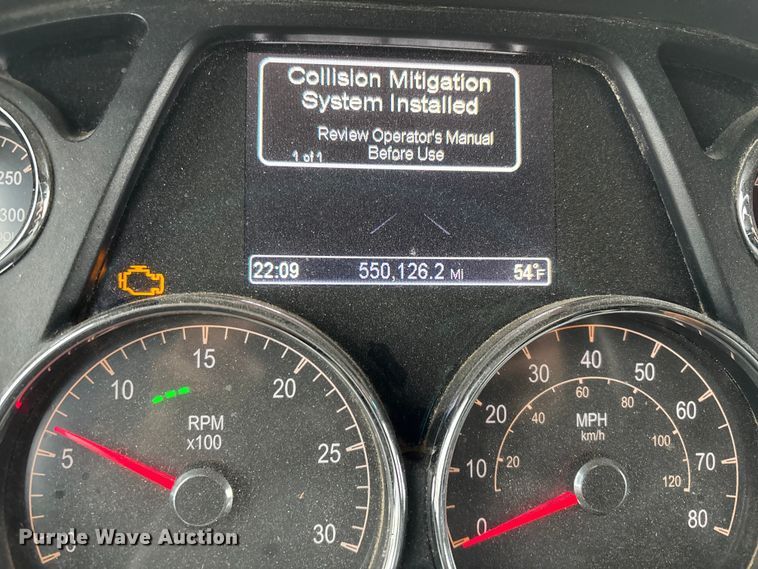 Collision Mitigation
System Installed
Review Operator's Manual
1 of 1 Before Use
22:09 550,126.2 Mi 54°F
250
300
0
5
10
15
20
25
30
RPM
x100
0
10
20
30
40
50
60
70
80
MPH
km/h
20
40
60
80
100
120
Purple Wave Auction